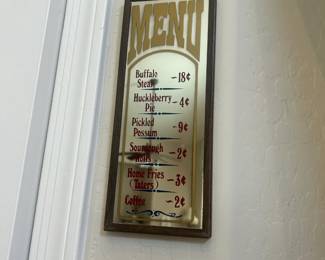 MENU
Buffalo
Steak -18¢
Huckleberry
Pie -4¢
Pickled
Possum -9¢
Sourdough
Rolls -2¢
Home Fries
(Taters) -3¢
Coffee -2¢